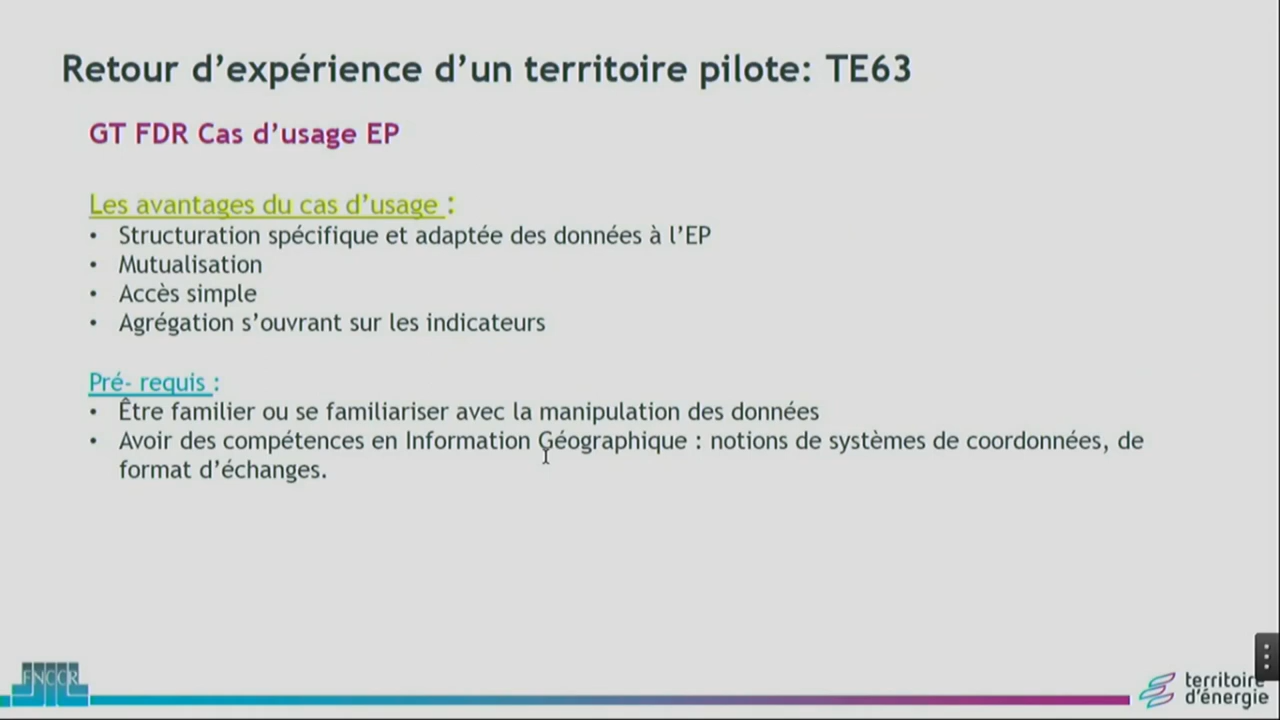 Retour d’expérience d’un territoire pilote: TE63
GT FDR Cas d’usage EP
Les avantages du cas d’usage :
• Structuration spécifique et adaptée des données à l’EP
• Mutualisation
• Accès simple
• Agrégation s’ouvrant sur les indicateurs
Pré- requis :
• Être familier ou se familiariser avec la manipulation des données
• Avoir des compétences en Information Géographique : notions de systèmes de coordonnées, de
format d’échanges.
FNCCR
territoire
d’énergie